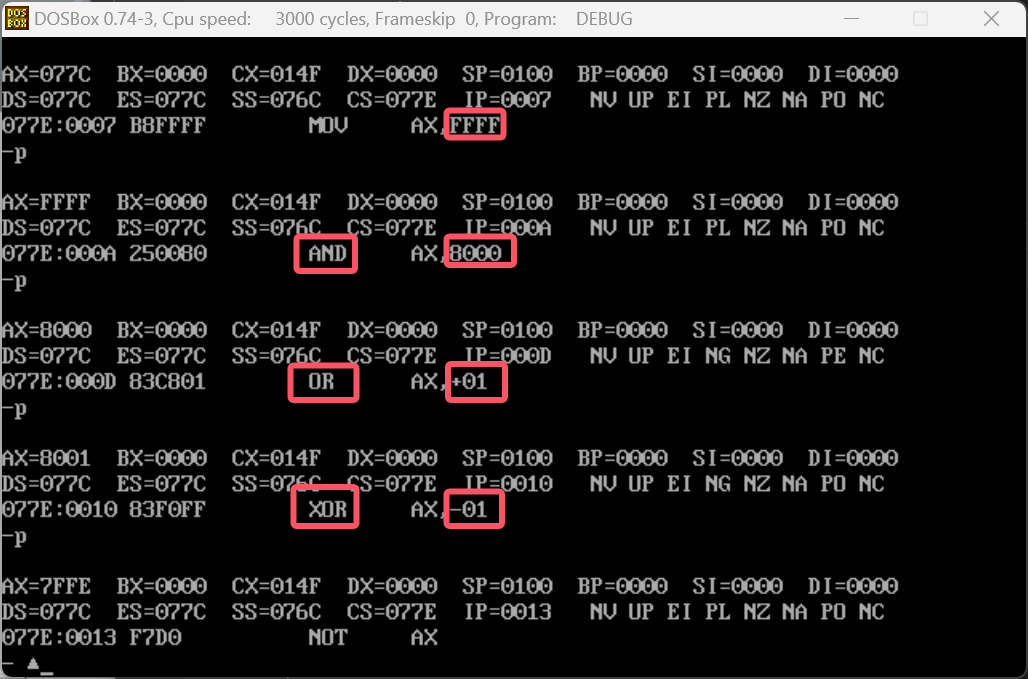 DOSBox 0.74-3, Cpu speed: 3000 cycles, Frameskip 0, Program: DEBUG
AX=077C BX=0000 CX=014F DX=0000 SP=0100 BP=0000 SI=0000 DI=0000
DS=077C ES=077C SS=076C CS=077E IP=0007 NV UP EI PL NZ NA PO NC
077E:0007 B8FFFF MOV AX,FFFF
-p
AX=FFFF BX=0000 CX=014F DX=0000 SP=0100 BP=0000 SI=0000 DI=0000
DS=077C ES=077C SS=076C CS=077E IP=000A NV UP EI PL NZ NA PO NC
077E:000A 250080 AND AX,8000
-p
AX=8000 BX=0000 CX=014F DX=0000 SP=0100 BP=0000 SI=0000 DI=0000
DS=077C ES=077C SS=076C CS=077E IP=000D NV UP EI NG NZ NA PE NC
077E:000D 83C801 OR AX,+01
-p
AX=8001 BX=0000 CX=014F DX=0000 SP=0100 BP=0000 SI=0000 DI=0000
DS=077C ES=077C SS=076C CS=077E IP=0010 NV UP EI NG NZ NA PO NC
077E:0010 83F0FF XOR AX,-01
-p
AX=7FFE BX=0000 CX=014F DX=0000 SP=0100 BP=0000 SI=0000 DI=0000
DS=077C ES=077C SS=076C CS=077E IP=0013 NV UP EI PL NZ NA PO NC
077E:0013 F7D0 NOT AX
- ▲_